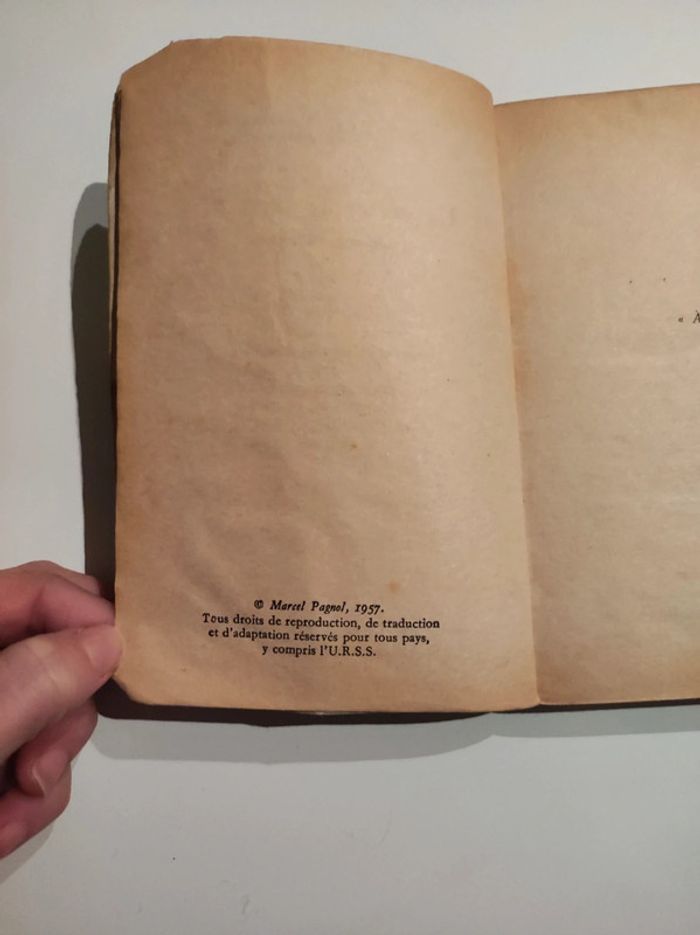 © Marcel Pagnol, 1957.
Tous droits de reproduction, de traduction
et d'adaptation réservés pour tous pays,
y compris l'U.R.S.S.
« À